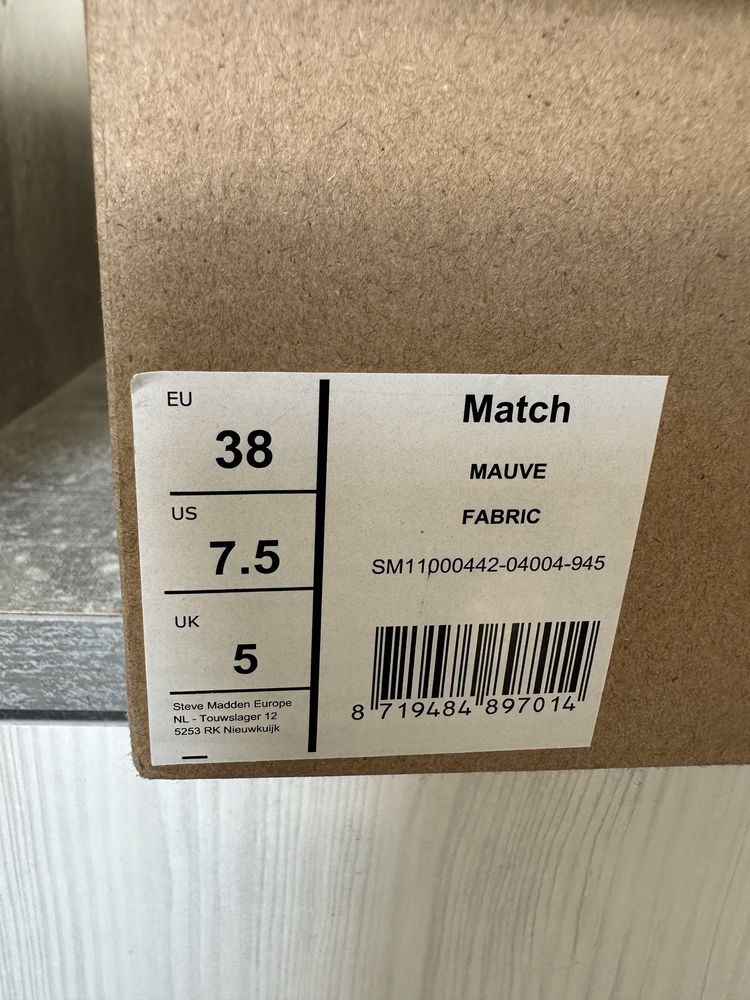 EU
38
US
7.5
UK
5
Steve Madden Europe
NL - Touwslager 12
5253 RK Nieuwkuijk
Match
MAUVE
FABRIC
SM11000442-04004-945
8 719484 897014